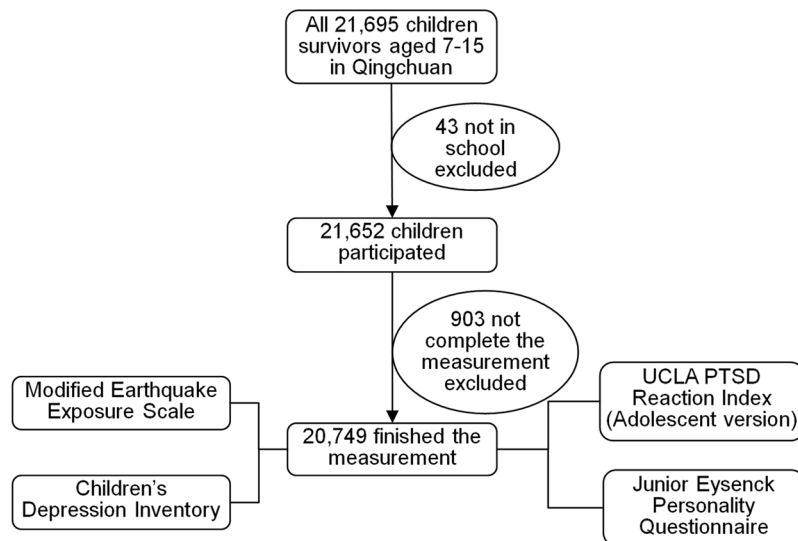 All 21,695 children
survivors aged 7-15
in Qingchuan
43 not in
school
excluded
21,652 children
participated
903 not
complete the
measurement
excluded
Modified Earthquake
Exposure Scale
UCLA PTSD
Reaction Index
(Adolescent version)
20,749 finished the
measurement
Children's
Depression Inventory
Junior Eysenck
Personality
Questionnaire